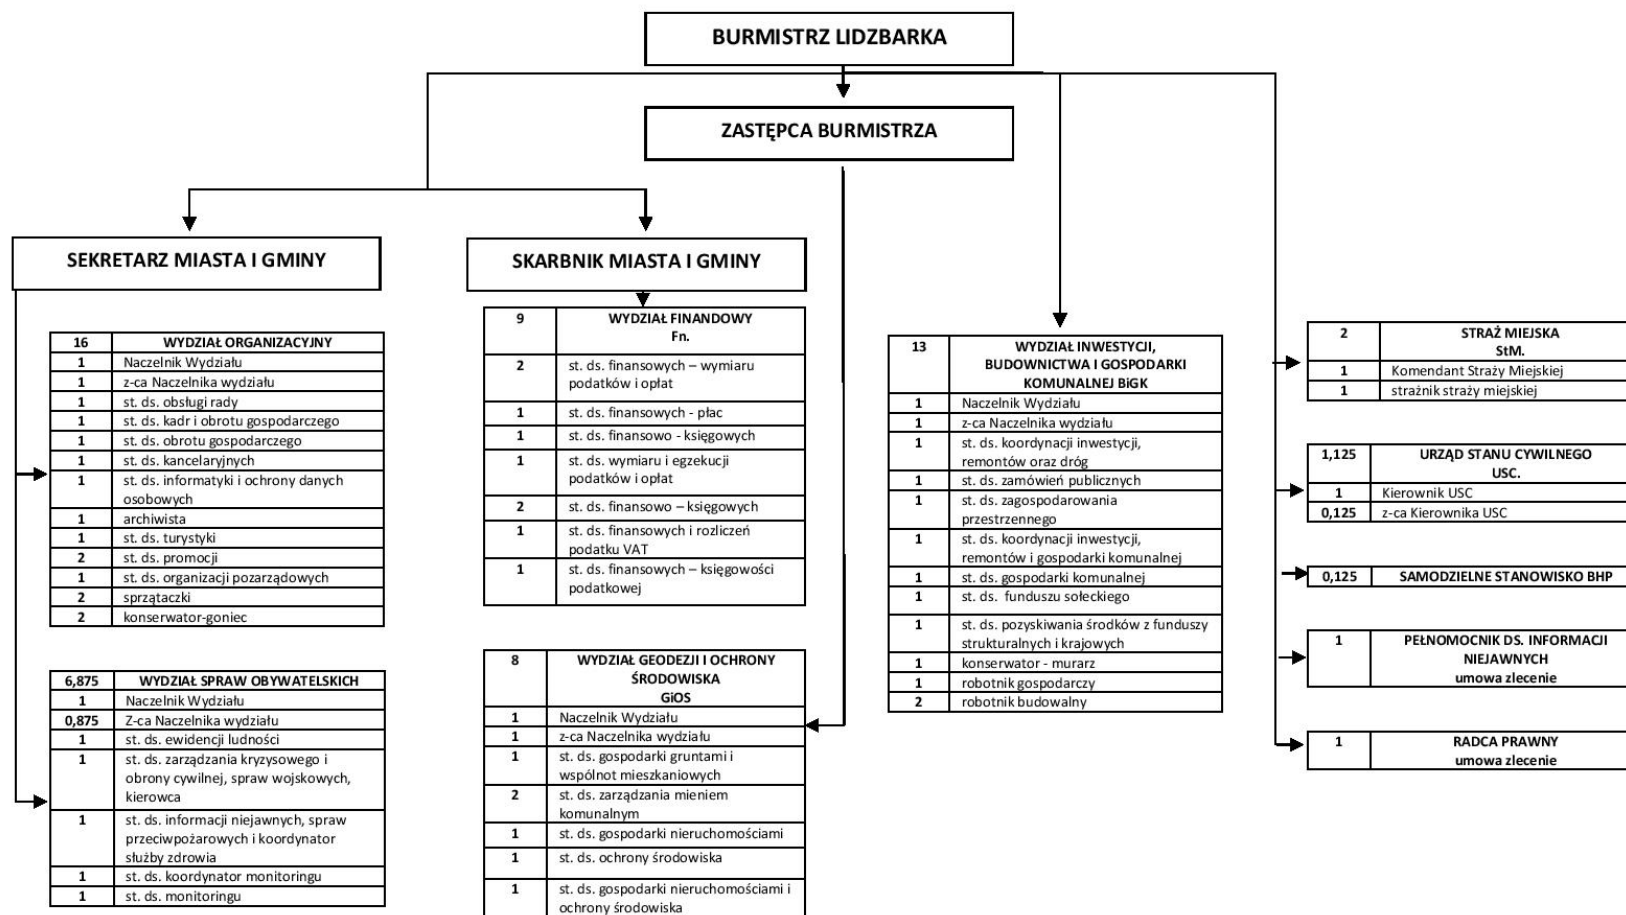 BURMISTRZ LIDZBARKA
ZASTĘPCA BURMISTRZA
SEKRETARZ MIASTA I GMINY
SKARBNIK MIASTA I GMINY
16 WYDZIAŁ ORGANIZACYJNY
1 Naczelnik Wydziału
1 z-ca Naczelnika wydziału
1 st. ds. obsługi rady
1 st. ds. kadr i obrotu gospodarczego
1 st. ds. obrotu gospodarczego
1 st. ds. kancelaryjnych
1 st. ds. informatyki i ochrony danych
osobowych
1 archiwista
1 st. ds. turystyki
2 st. ds. promocji
1 st. ds. organizacji pozarządowych
2 sprzątaczki
2 konserwator-goniec
6,875 WYDZIAŁ SPRAW OBYWATELSKICH
1 Naczelnik Wydziału
0,875 Z-ca Naczelnika wydziału
1 st. ds. ewidencji ludności
1 st. ds. zarządzania kryzysowego i
obrony cywilnej, spraw wojskowych,
kierowca
1 st. ds. informacji niejawnych, spraw
przeciwpożarowych i koordynator
służby zdrowia
1 st. ds. koordynator monitoringu
1 st. ds. monitoringu
9 WYDZIAŁ FINANDOWY
Fn.
2 st. ds. finansowych – wymiaru
podatków i opłat
1 st. ds. finansowych - płac
1 st. ds. finansowo - księgowych
1 st. ds. wymiaru i egzekucji
podatków i opłat
2 st. ds. finansowo – księgowych
1 st. ds. finansowych i rozliczeń
podatku VAT
1 st. ds. finansowych – księgowości
podatkowej
8 WYDZIAŁ GEODEZJI I OCHRONY
ŚRODOWISKA
GiOS
1 Naczelnik Wydziału
1 z-ca Naczelnika wydziału
1 st. ds. gospodarki gruntami i
wspólnot mieszkaniowych
2 st. ds. zarządzania mieniem
komunalnym
1 st. ds. gospodarki nieruchomościami
1 st. ds. ochrony środowiska
1 st. ds. gospodarki nieruchomościami i
ochrony środowiska
13 WYDZIAŁ INWESTYCJI,
BUDOWNICTWA I GOSPODARKI
KOMUNALNEJ BiGK
1 Naczelnik Wydziału
1 z-ca Naczelnika wydziału
1 st. ds. koordynacji inwestycji,
remontów oraz dróg
1 st. ds. zamówień publicznych
1 st. ds. zagospodarowania
przestrzennego
1 st. ds. koordynacji inwestycji,
remontów i gospodarki komunalnej
1 st. ds. gospodarki komunalnej
1 st. ds. funduszu sołeckiego
1 st. ds. pozyskiwania środków z funduszy
strukturalnych i krajowych
1 konserwator - murarz
1 robotnik gospodarczy
2 robotnik budowalny
2 STRAŻ MIEJSKA
StM.
1 Komendant Straży Miejskiej
1 strażnik straży miejskiej
1,125 URZĄD STANU CYWILNEGO
USC.
1 Kierownik USC
0,125 z-ca Kierownika USC
0,125 SAMODZIELNE STANOWISKO BHP
1 PEŁNOMOCNIK DS. INFORMACJI
NIEJAWNYCH
umowa zlecenie
1 RADCA PRAWNY
umowa zlecenie